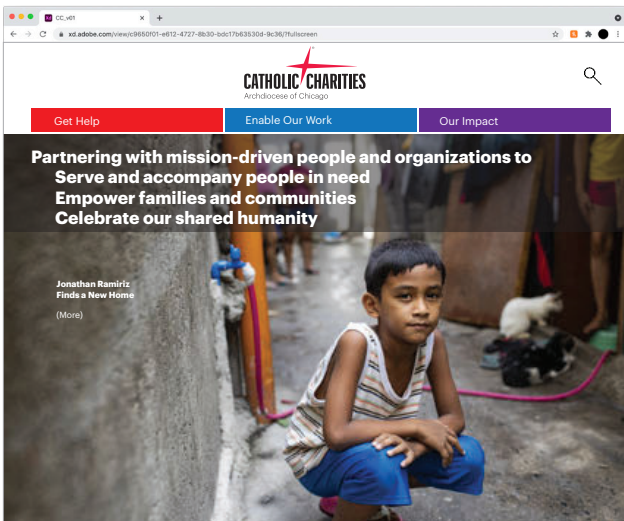 CC_v01
xd.adobe.com/view/c9650f01-e612-4727-8b30-bdc17b63530d-9c36/?fullscreen
CATHOLIC CHARITIES
Archdiocese of Chicago
Get Help
Enable Our Work
Our Impact
Partnering with mission-driven people and organizations to
Serve and accompany people in need
Empower families and communities
Celebrate our shared humanity
Jonathan Ramiriz
Finds a New Home
(More)